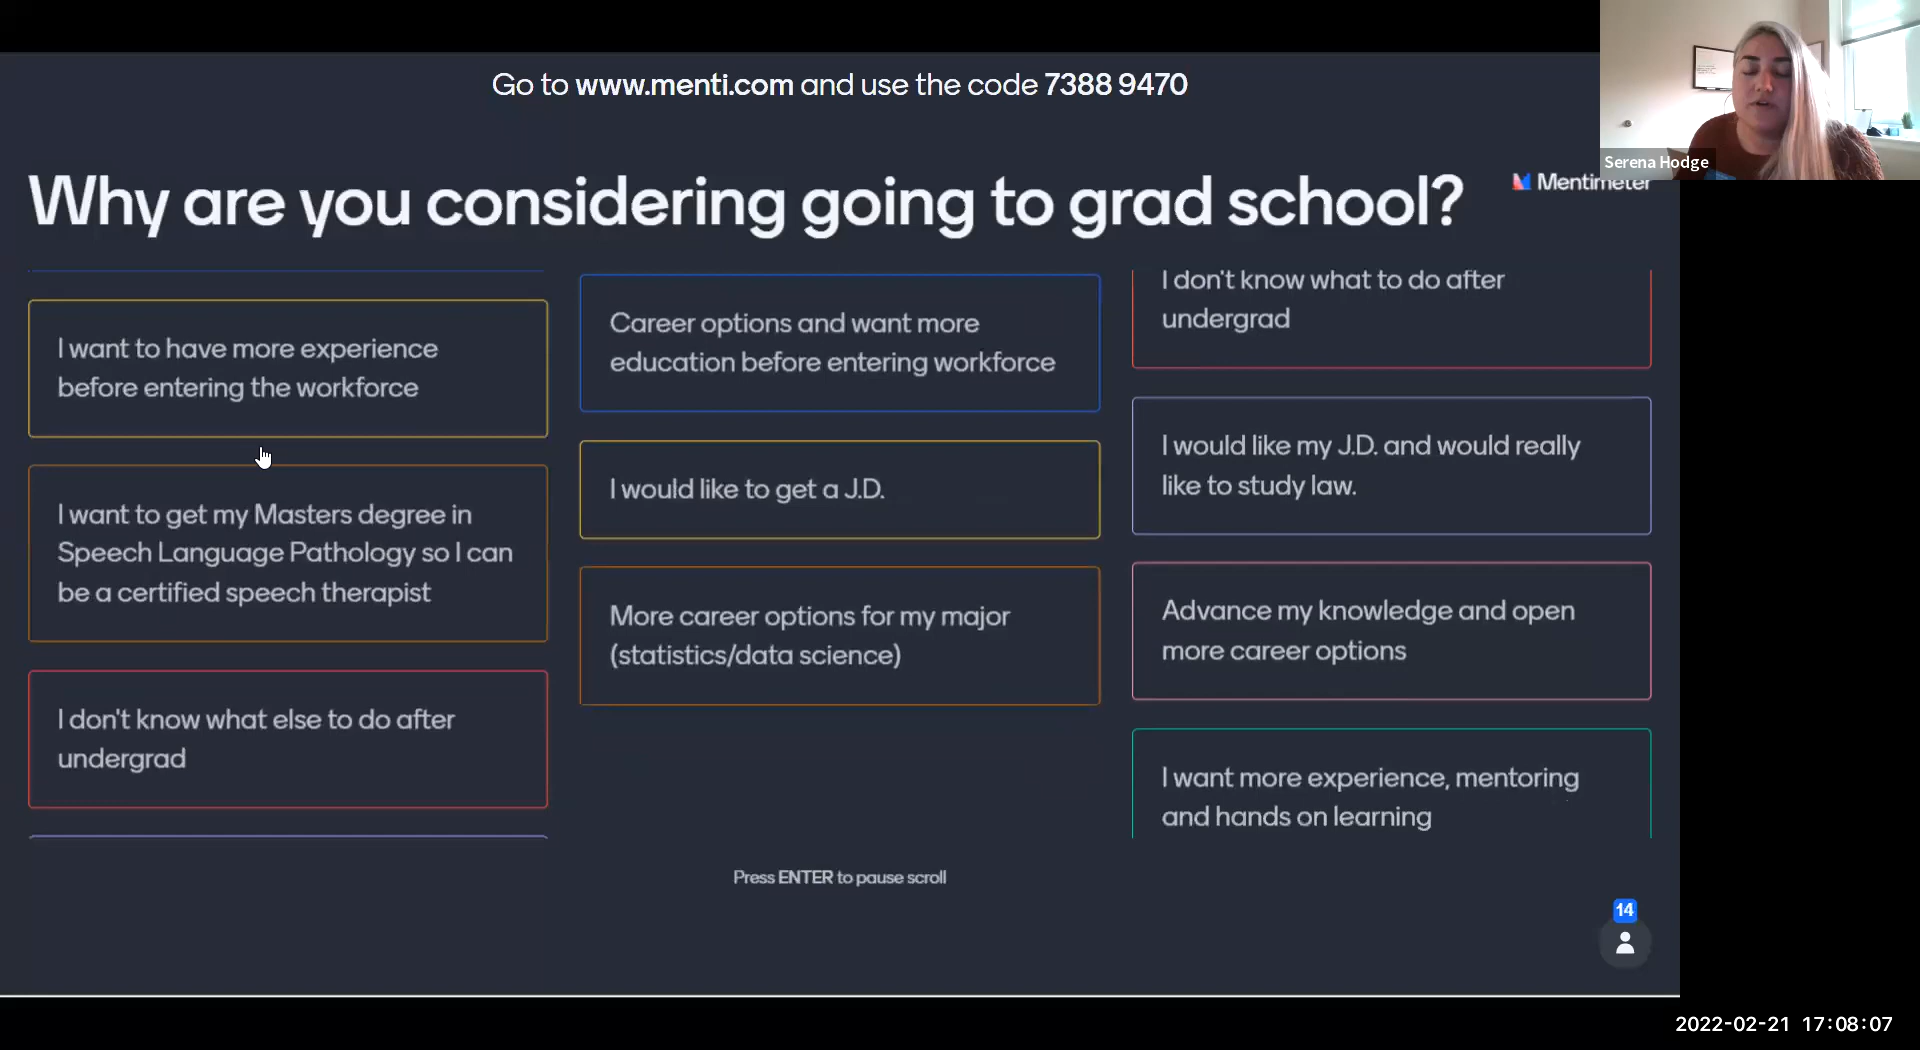 Go to www.menti.com and use the code 7388 9470
Serena Hodge
Why are you considering going to grad school?
Mentimeter
I want to have more experience
before entering the workforce
I want to get my Masters degree in
Speech Language Pathology so I can
be a certified speech therapist
I don't know what else to do after
undergrad
Career options and want more
education before entering workforce
I would like to get a J.D.
More career options for my major
(statistics/data science)
I don't know what to do after
undergrad
I would like my J.D. and would really
like to study law.
Advance my knowledge and open
more career options
I want more experience, mentoring
and hands on learning
Press ENTER to pause scroll
14
2022-02-21 17:08:07